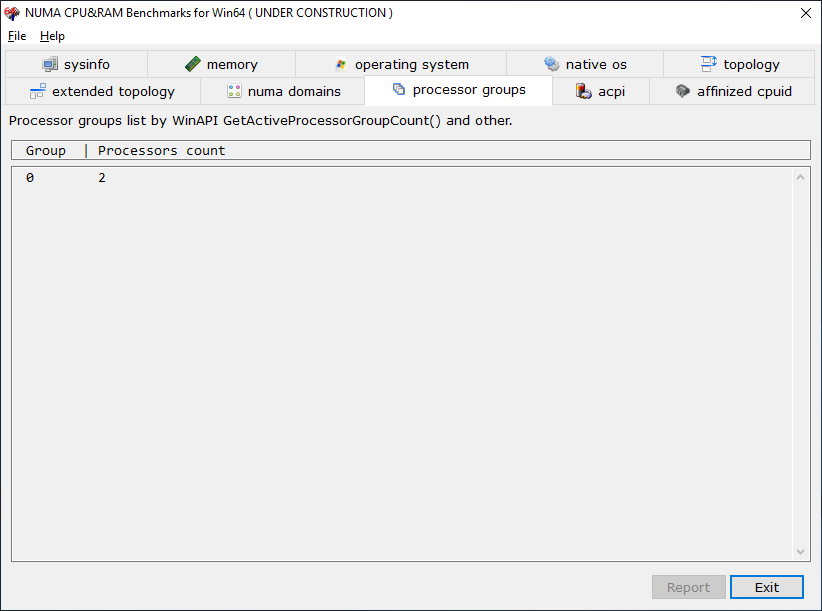 NUMA CPU&RAM Benchmarks for Win64 ( UNDER CONSTRUCTION )
File Help
sysinfo memory operating system native os topology
extended topology numa domains processor groups acpi affinized cpuid
Processor groups list by WinAPI GetActiveProcessorGroupCount() and other.
Group | Processors count
0 2
Report Exit